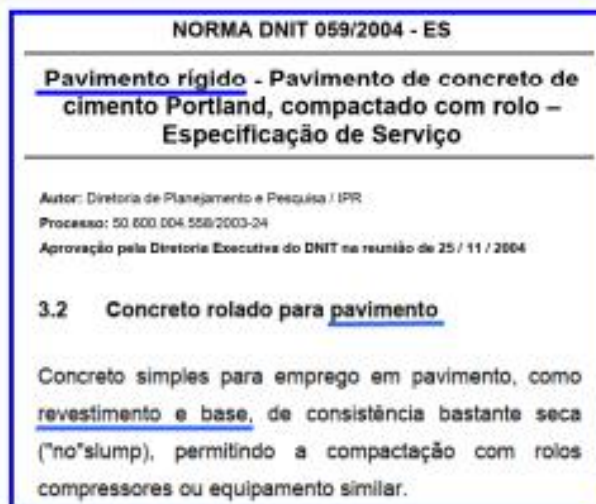 NORMA DNIT 059/2004 - ES
Pavimento rígido - Pavimento de concreto de
cimento Portland, compactado com rolo –
Especificação de Serviço
Autor: Diretoria de Planejamento e Pesquisa / IPR
Processo: 50.600.004.558/2003-24
Aprovação pela Diretoria Executiva do DNIT na reunião de 25 / 11 / 2004
3.2 Concreto rolado para pavimento
Concreto simples para emprego em pavimento, como
revestimento e base, de consistência bastante seca
("no"slump), permitindo a compactação com rolos
compressores ou equipamento similar.